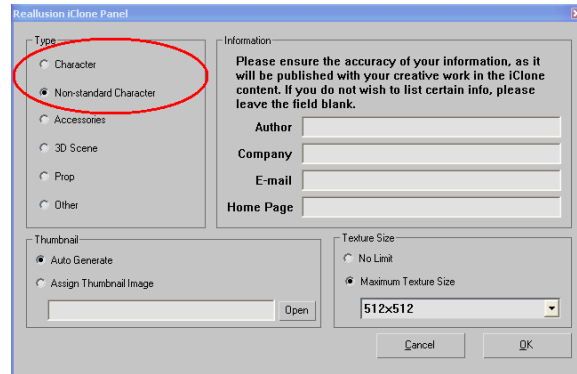 Reallusion iClone Panel
Type
Character
Non-standard Character
Accessories
3D Scene
Prop
Other
Information
Please ensure the accuracy of your information, as it
will be published with your creative work in the iClone
content. If you do not wish to list certain info, please
leave the field blank.
Author
Company
E-mail
Home Page
Thumbnail
Auto Generate
Assign Thumbnail Image
Open
Texture Size
No Limit
Maximum Texture Size
512x512
Cancel
OK